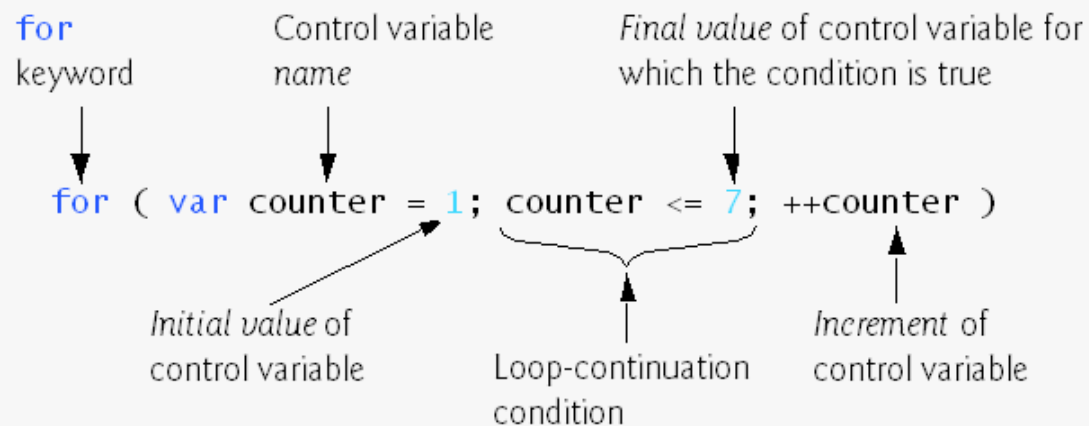 for
keyword
Control variable
name
Final value of control variable for
which the condition is true
for ( var counter = 1; counter <= 7; ++counter )
Initial value of
control variable
Loop-continuation
condition
Increment of
control variable